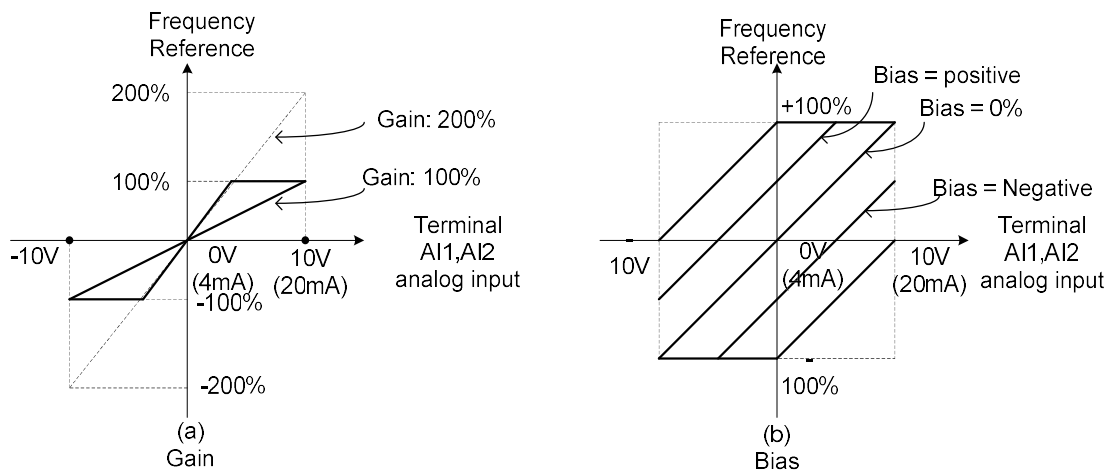 Frequency
Reference
200%
Gain: 200%
100%
Gain: 100%
Terminal
AI1,AI2
analog input
-10V
0V
(4mA)
10V
(20mA)
-100%
-200%
(a)
Gain
Frequency
Reference
Bias = positive
+100%
Bias = 0%
Bias = Negative
Terminal
AI1,AI2
analog input
-
10V
0V
(4mA)
10V
(20mA)
-
100%
(b)
Bias